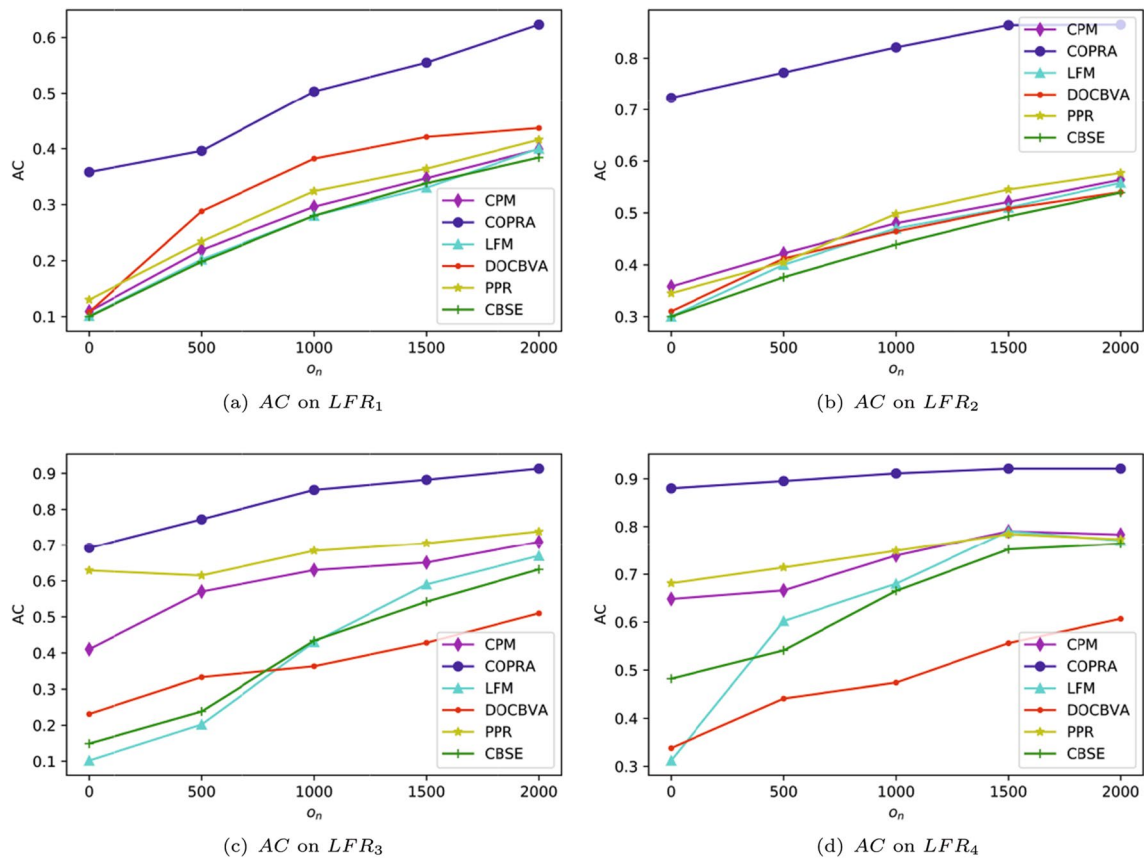 0.6
0.5
0.4
0.3
0.2
0.1
AC
0 500 1000 1500 2000
o_n
CPM
COPRA
LFM
DOCBVA
PPR
CBSE
(a) AC on LFR₁
0.8
0.7
0.6
0.5
0.4
0.3
AC
0 500 1000 1500 2000
o_n
CPM
COPRA
LFM
DOCBVA
PPR
CBSE
(b) AC on LFR₂
0.9
0.8
0.7
0.6
0.5
0.4
0.3
0.2
0.1
AC
0 500 1000 1500 2000
o_n
CPM
COPRA
LFM
DOCBVA
PPR
CBSE
(c) AC on LFR₃
0.9
0.8
0.7
0.6
0.5
0.4
0.3
AC
0 500 1000 1500 2000
o_n
CPM
COPRA
LFM
DOCBVA
PPR
CBSE
(d) AC on LFR₄